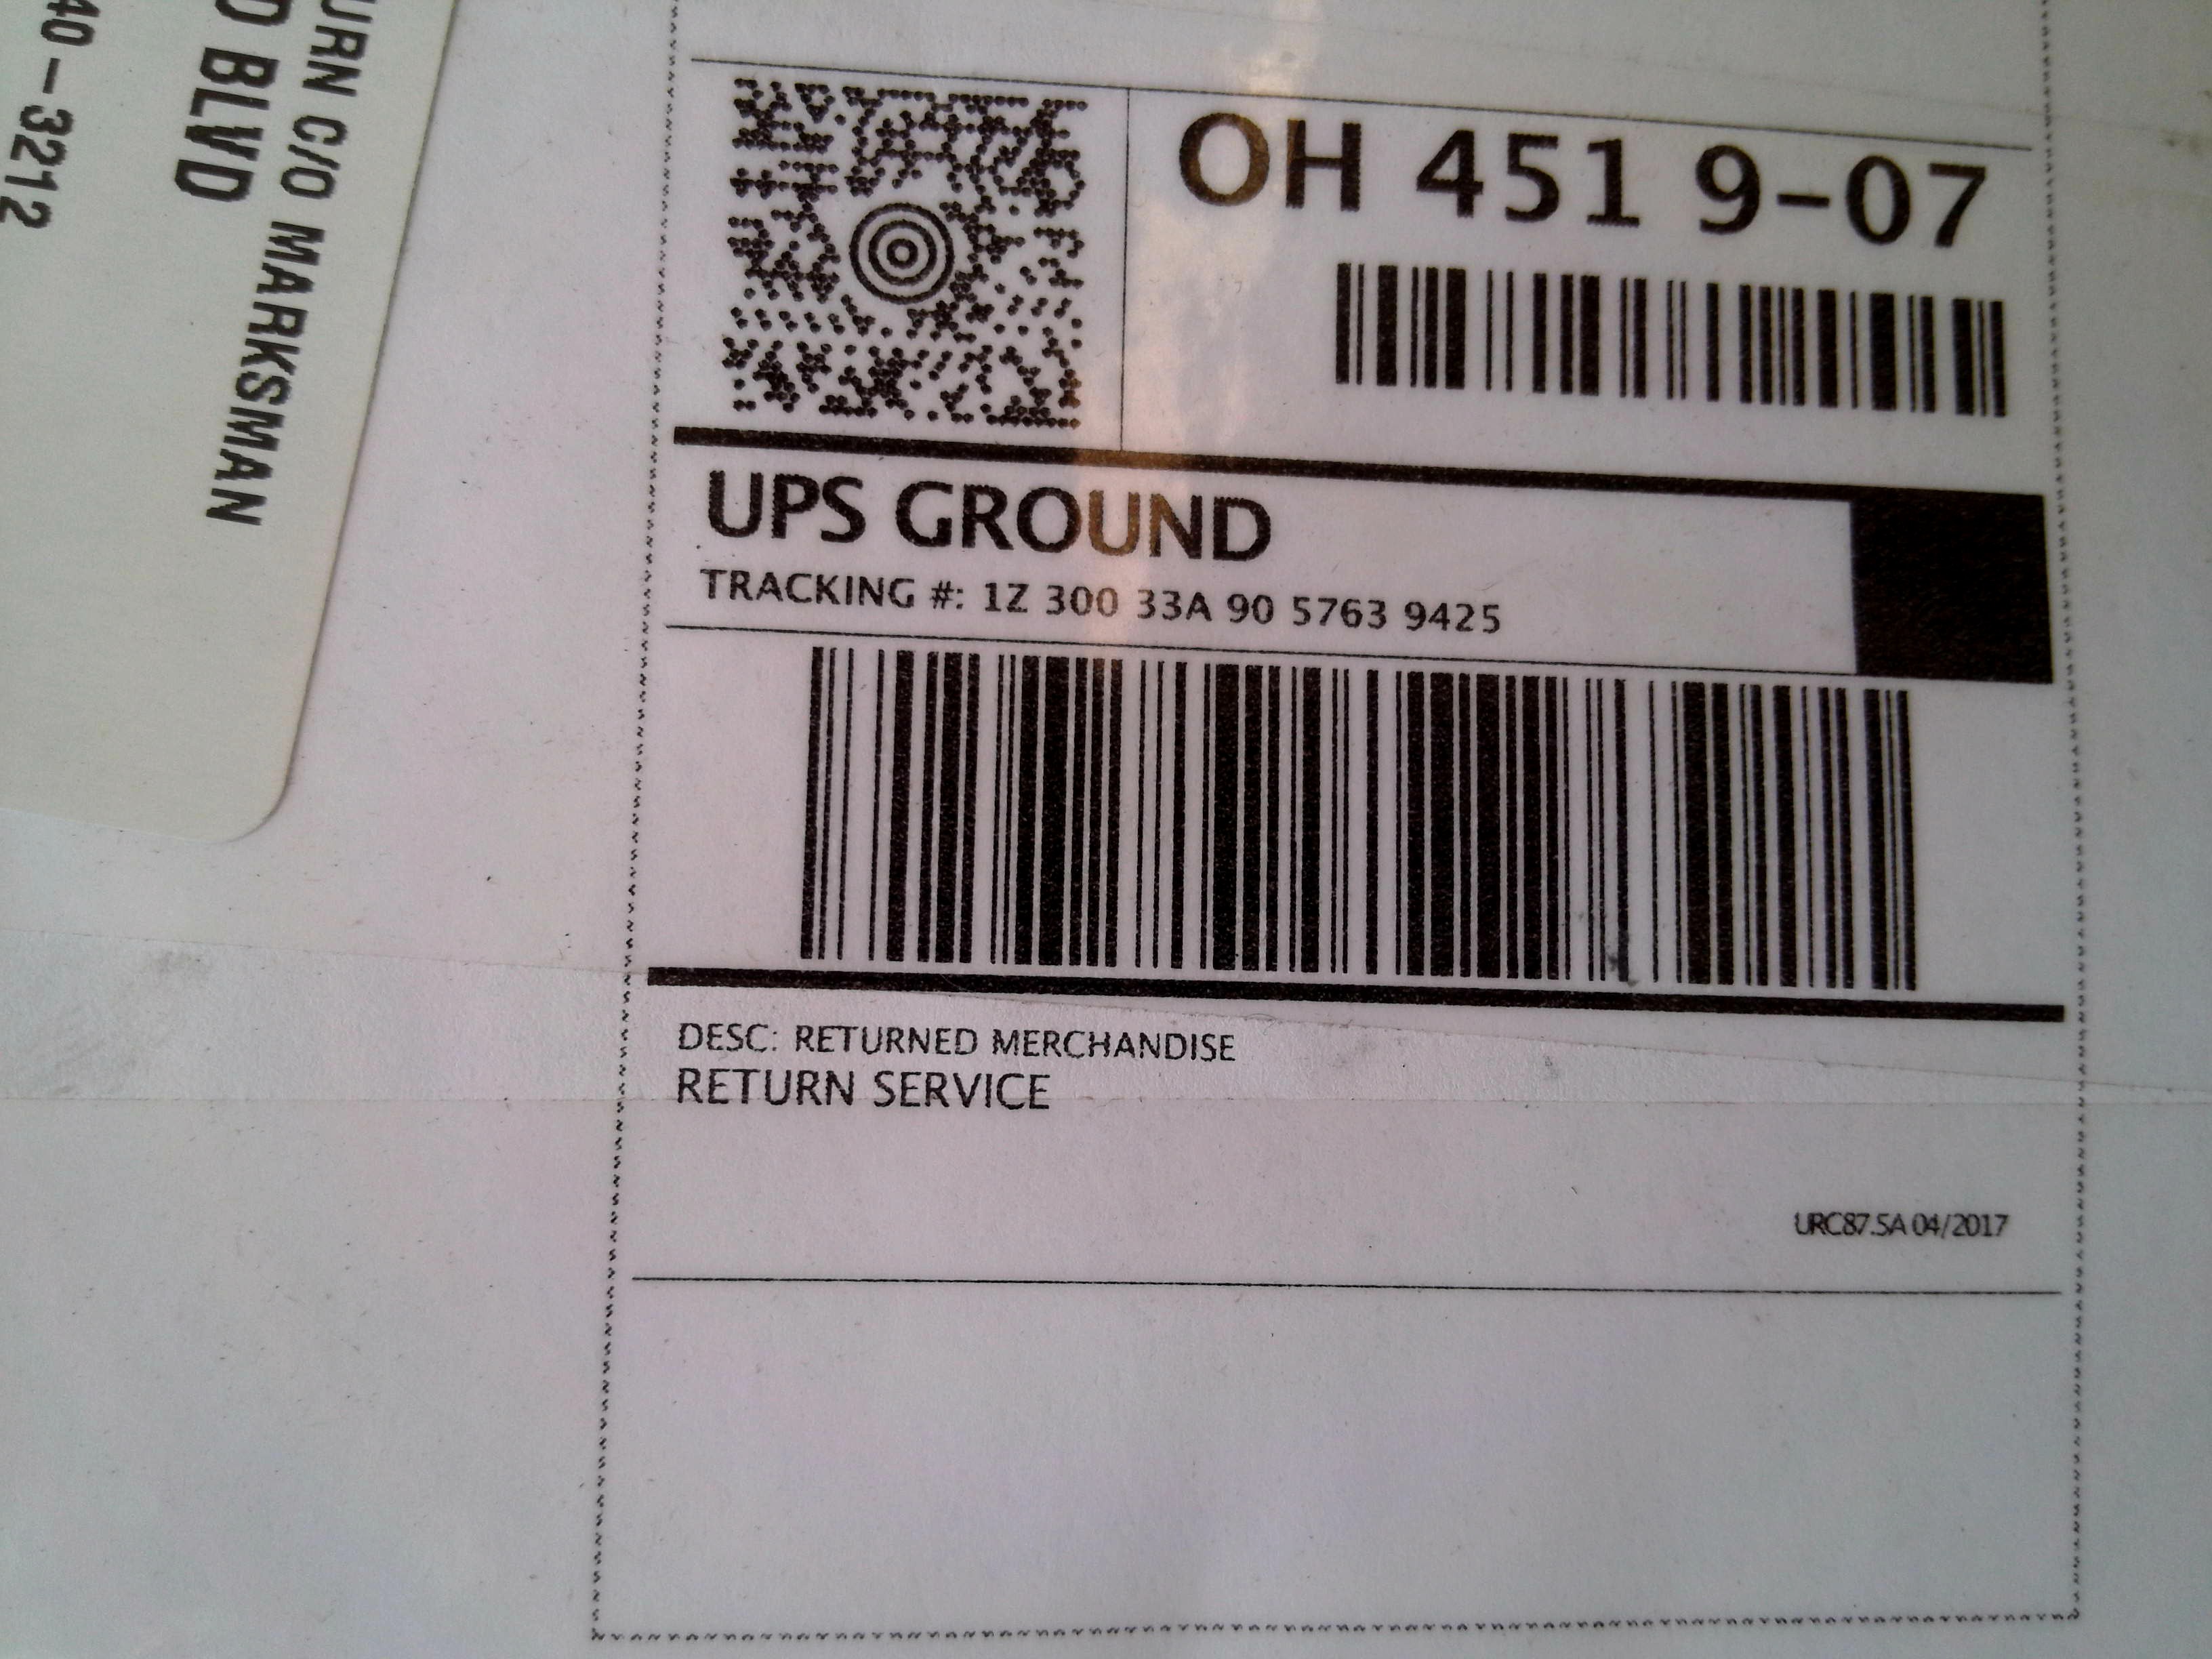 URN C/O MARKSMAN
D BLVD
40-3212
OH 451 9-07
UPS GROUND
TRACKING #: 1Z 300 33A 90 5763 9425
DESC: RETURNED MERCHANDISE
RETURN SERVICE
URC87.5A 04/2017